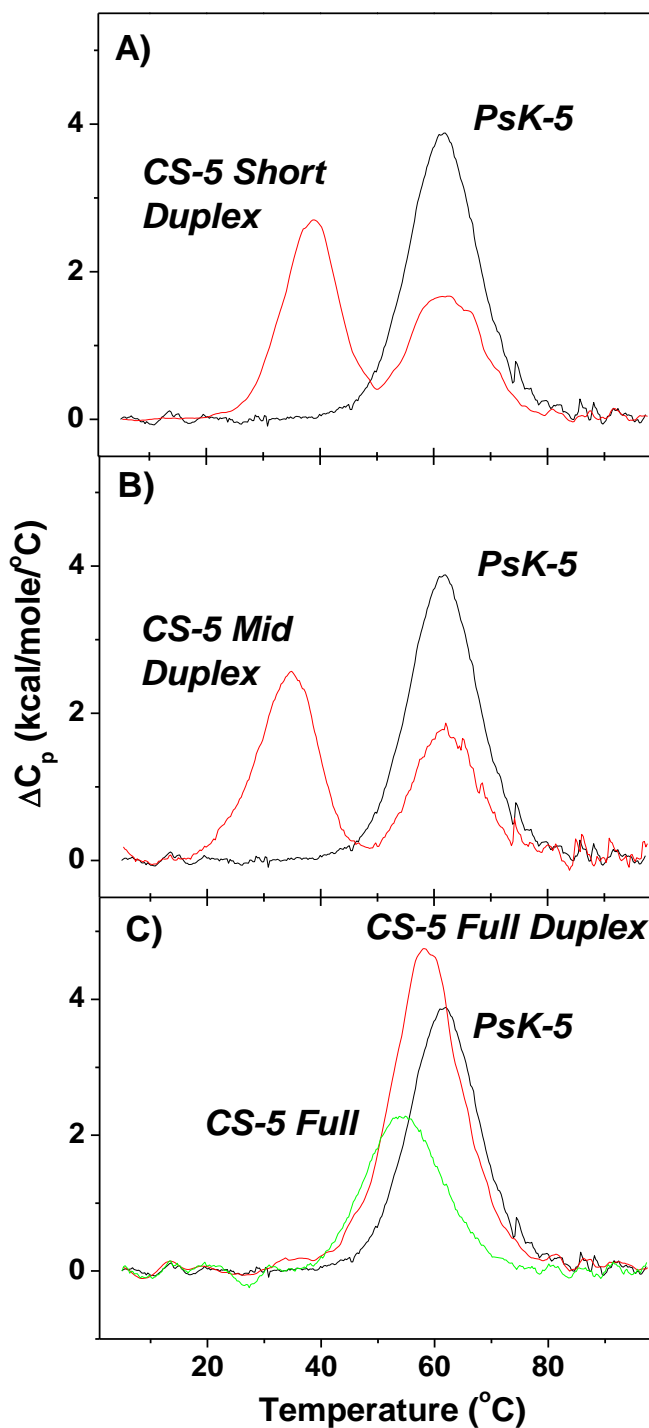 A)
PsK-5
CS-5 Short
Duplex
4
2
0
B)
PsK-5
CS-5 Mid
Duplex
4
2
0
ΔCp (kcal/mole/°C)
C)
CS-5 Full Duplex
PsK-5
CS-5 Full
4
2
0
20 40 60 80
Temperature (°C)